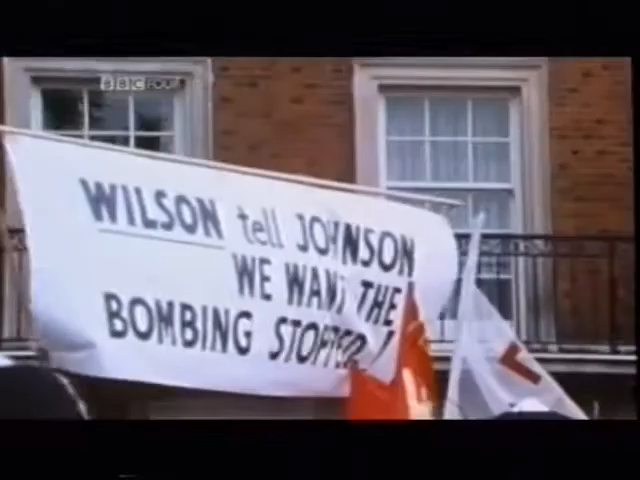 BBC FOUR
WILSON tell JOHNSON
WE WANT THE
BOMBING STOPPED!